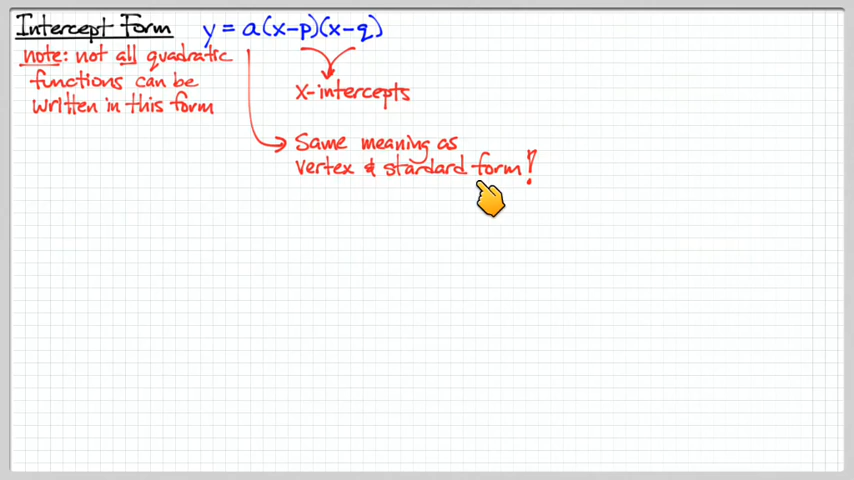 Intercept Form y = a(x-p)(x-q)
note: not all quadratic
functions can be
written in this form
x-intercepts
Same meaning as
vertex & standard form!